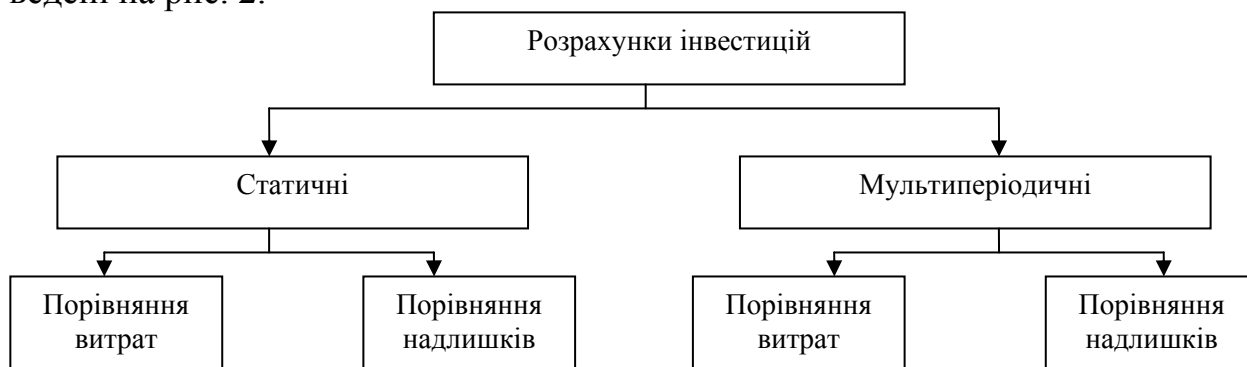 ведені на рис. 2.
Розрахунки інвестицій
Статичні
Мультиперіодичні
Порівняння
витрат
Порівняння
надлишків
Порівняння
витрат
Порівняння
надлишків